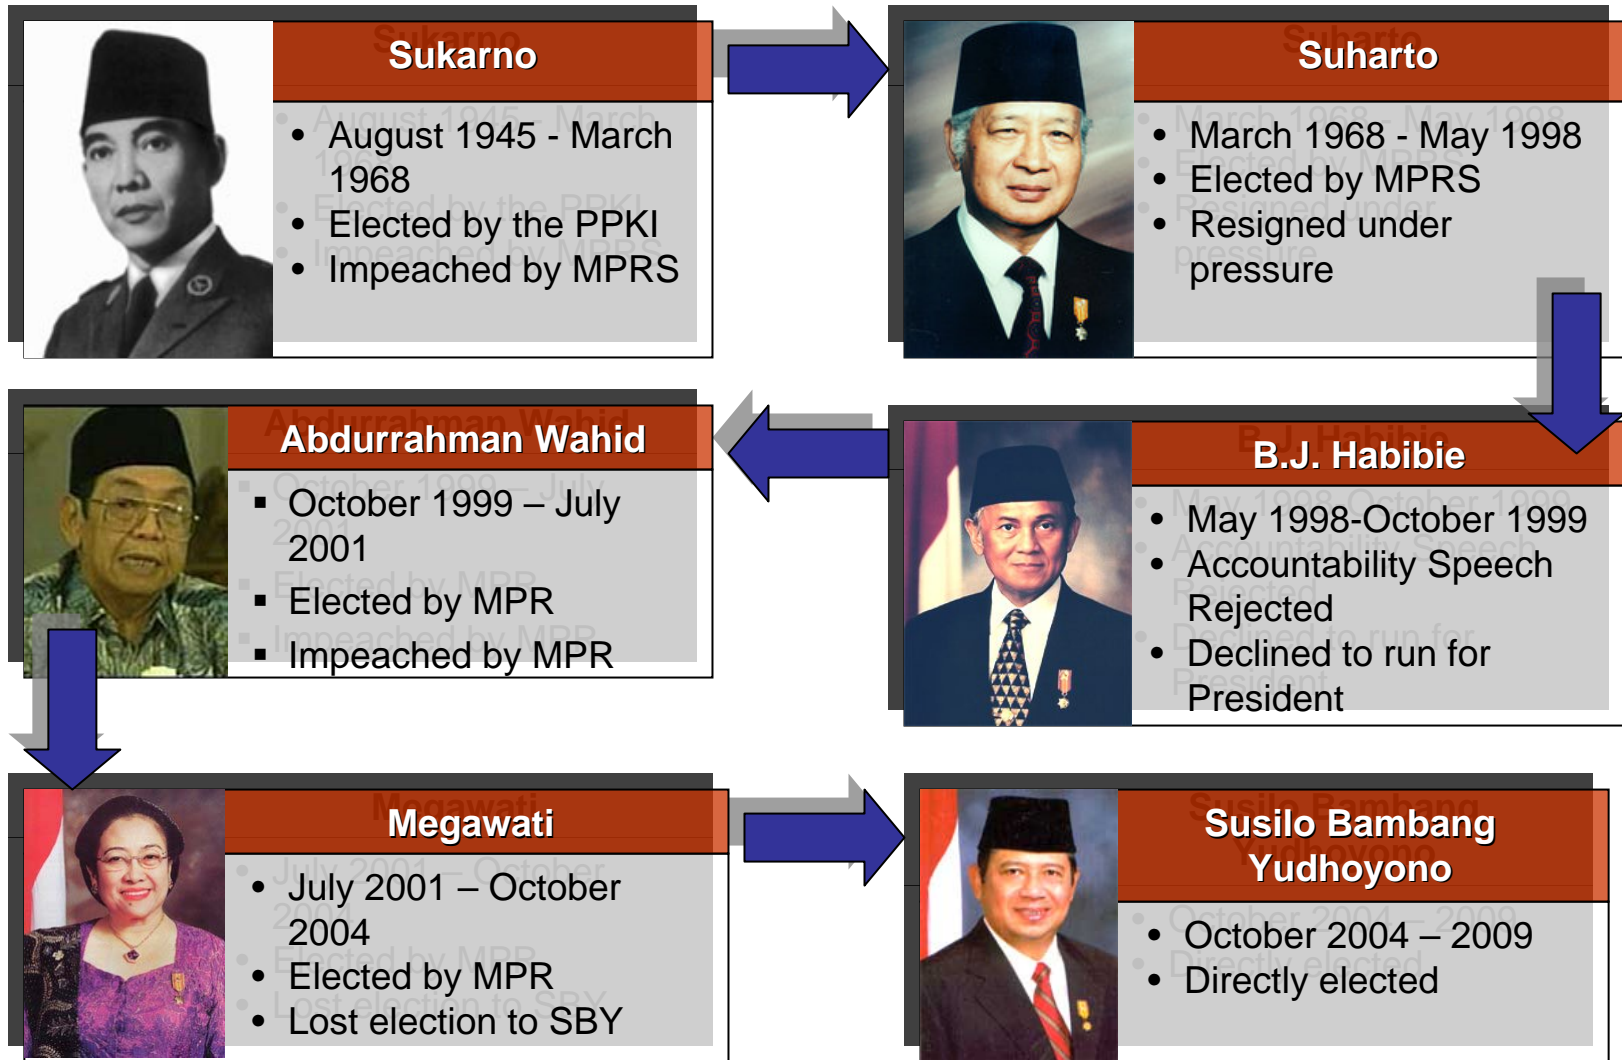 Sukarno
• August 1945 - March
1968
• Elected by the PPKI
• Impeached by MPRS
Suharto
• March 1968 - May 1998
• Elected by MPRS
• Resigned under
pressure
Abdurrahman Wahid
▪ October 1999 – July
2001
▪ Elected by MPR
▪ Impeached by MPR
B.J. Habibie
• May 1998-October 1999
• Accountability Speech
Rejected
• Declined to run for
President
Megawati
• July 2001 – October
2004
• Elected by MPR
• Lost election to SBY
Susilo Bambang
Yudhoyono
• October 2004 – 2009
• Directly elected